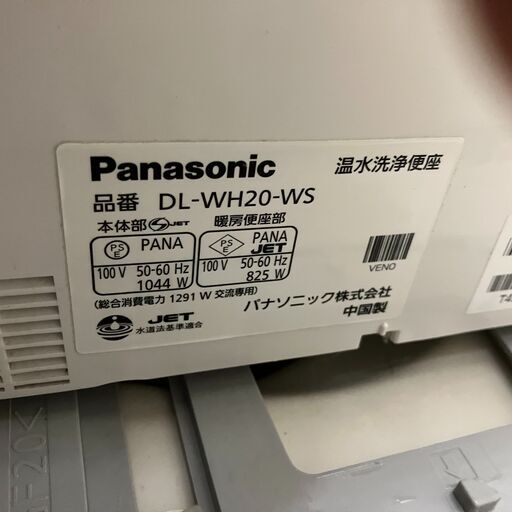 Panasonic 温水洗浄便座
品番 DL-WH20-WS
本体部 JET 暖房便座部
PS E PANA
100 V 50-60 Hz
1044 W
PS E PANA
JET
100 V 50-60 Hz
825 W
VENO
(総合消費電力 1291 W 交流専用)
パナソニック株式会社
中国製
JET
水道法基準適合